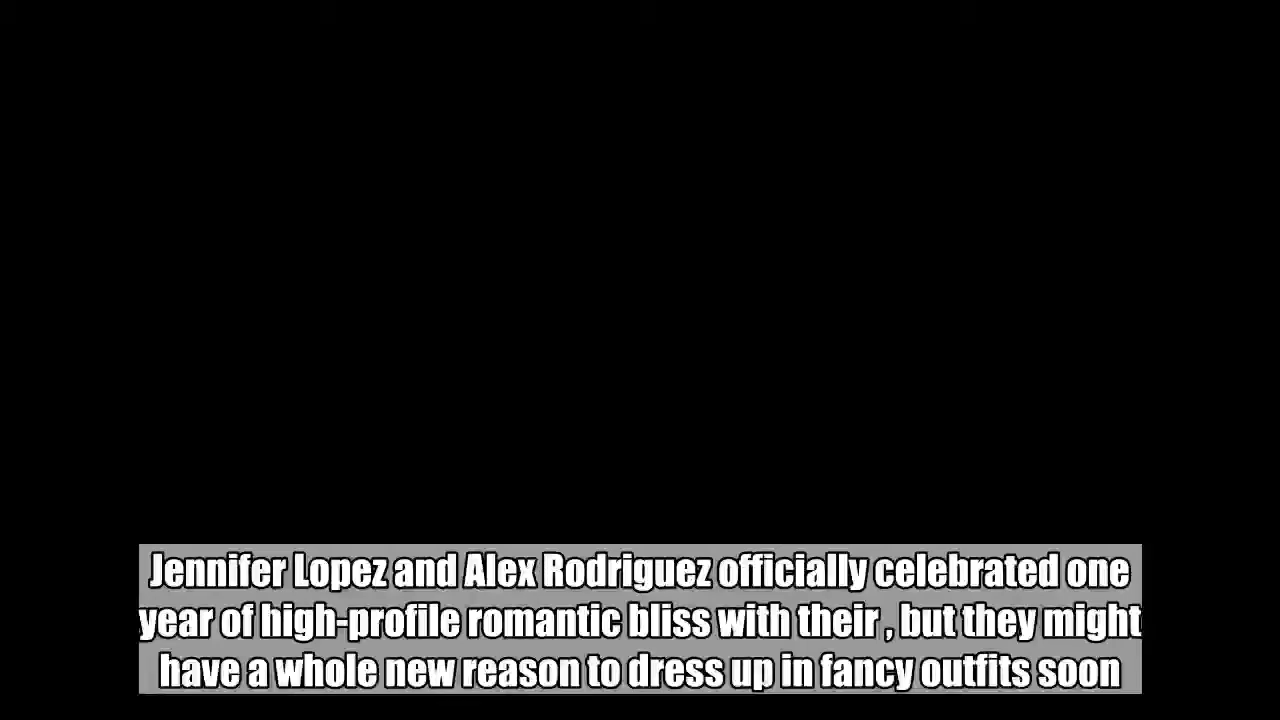 Jennifer Lopez and Alex Rodriguez officially celebrated one
year of high-profile romantic bliss with their , but they might
have a whole new reason to dress up in fancy outfits soon